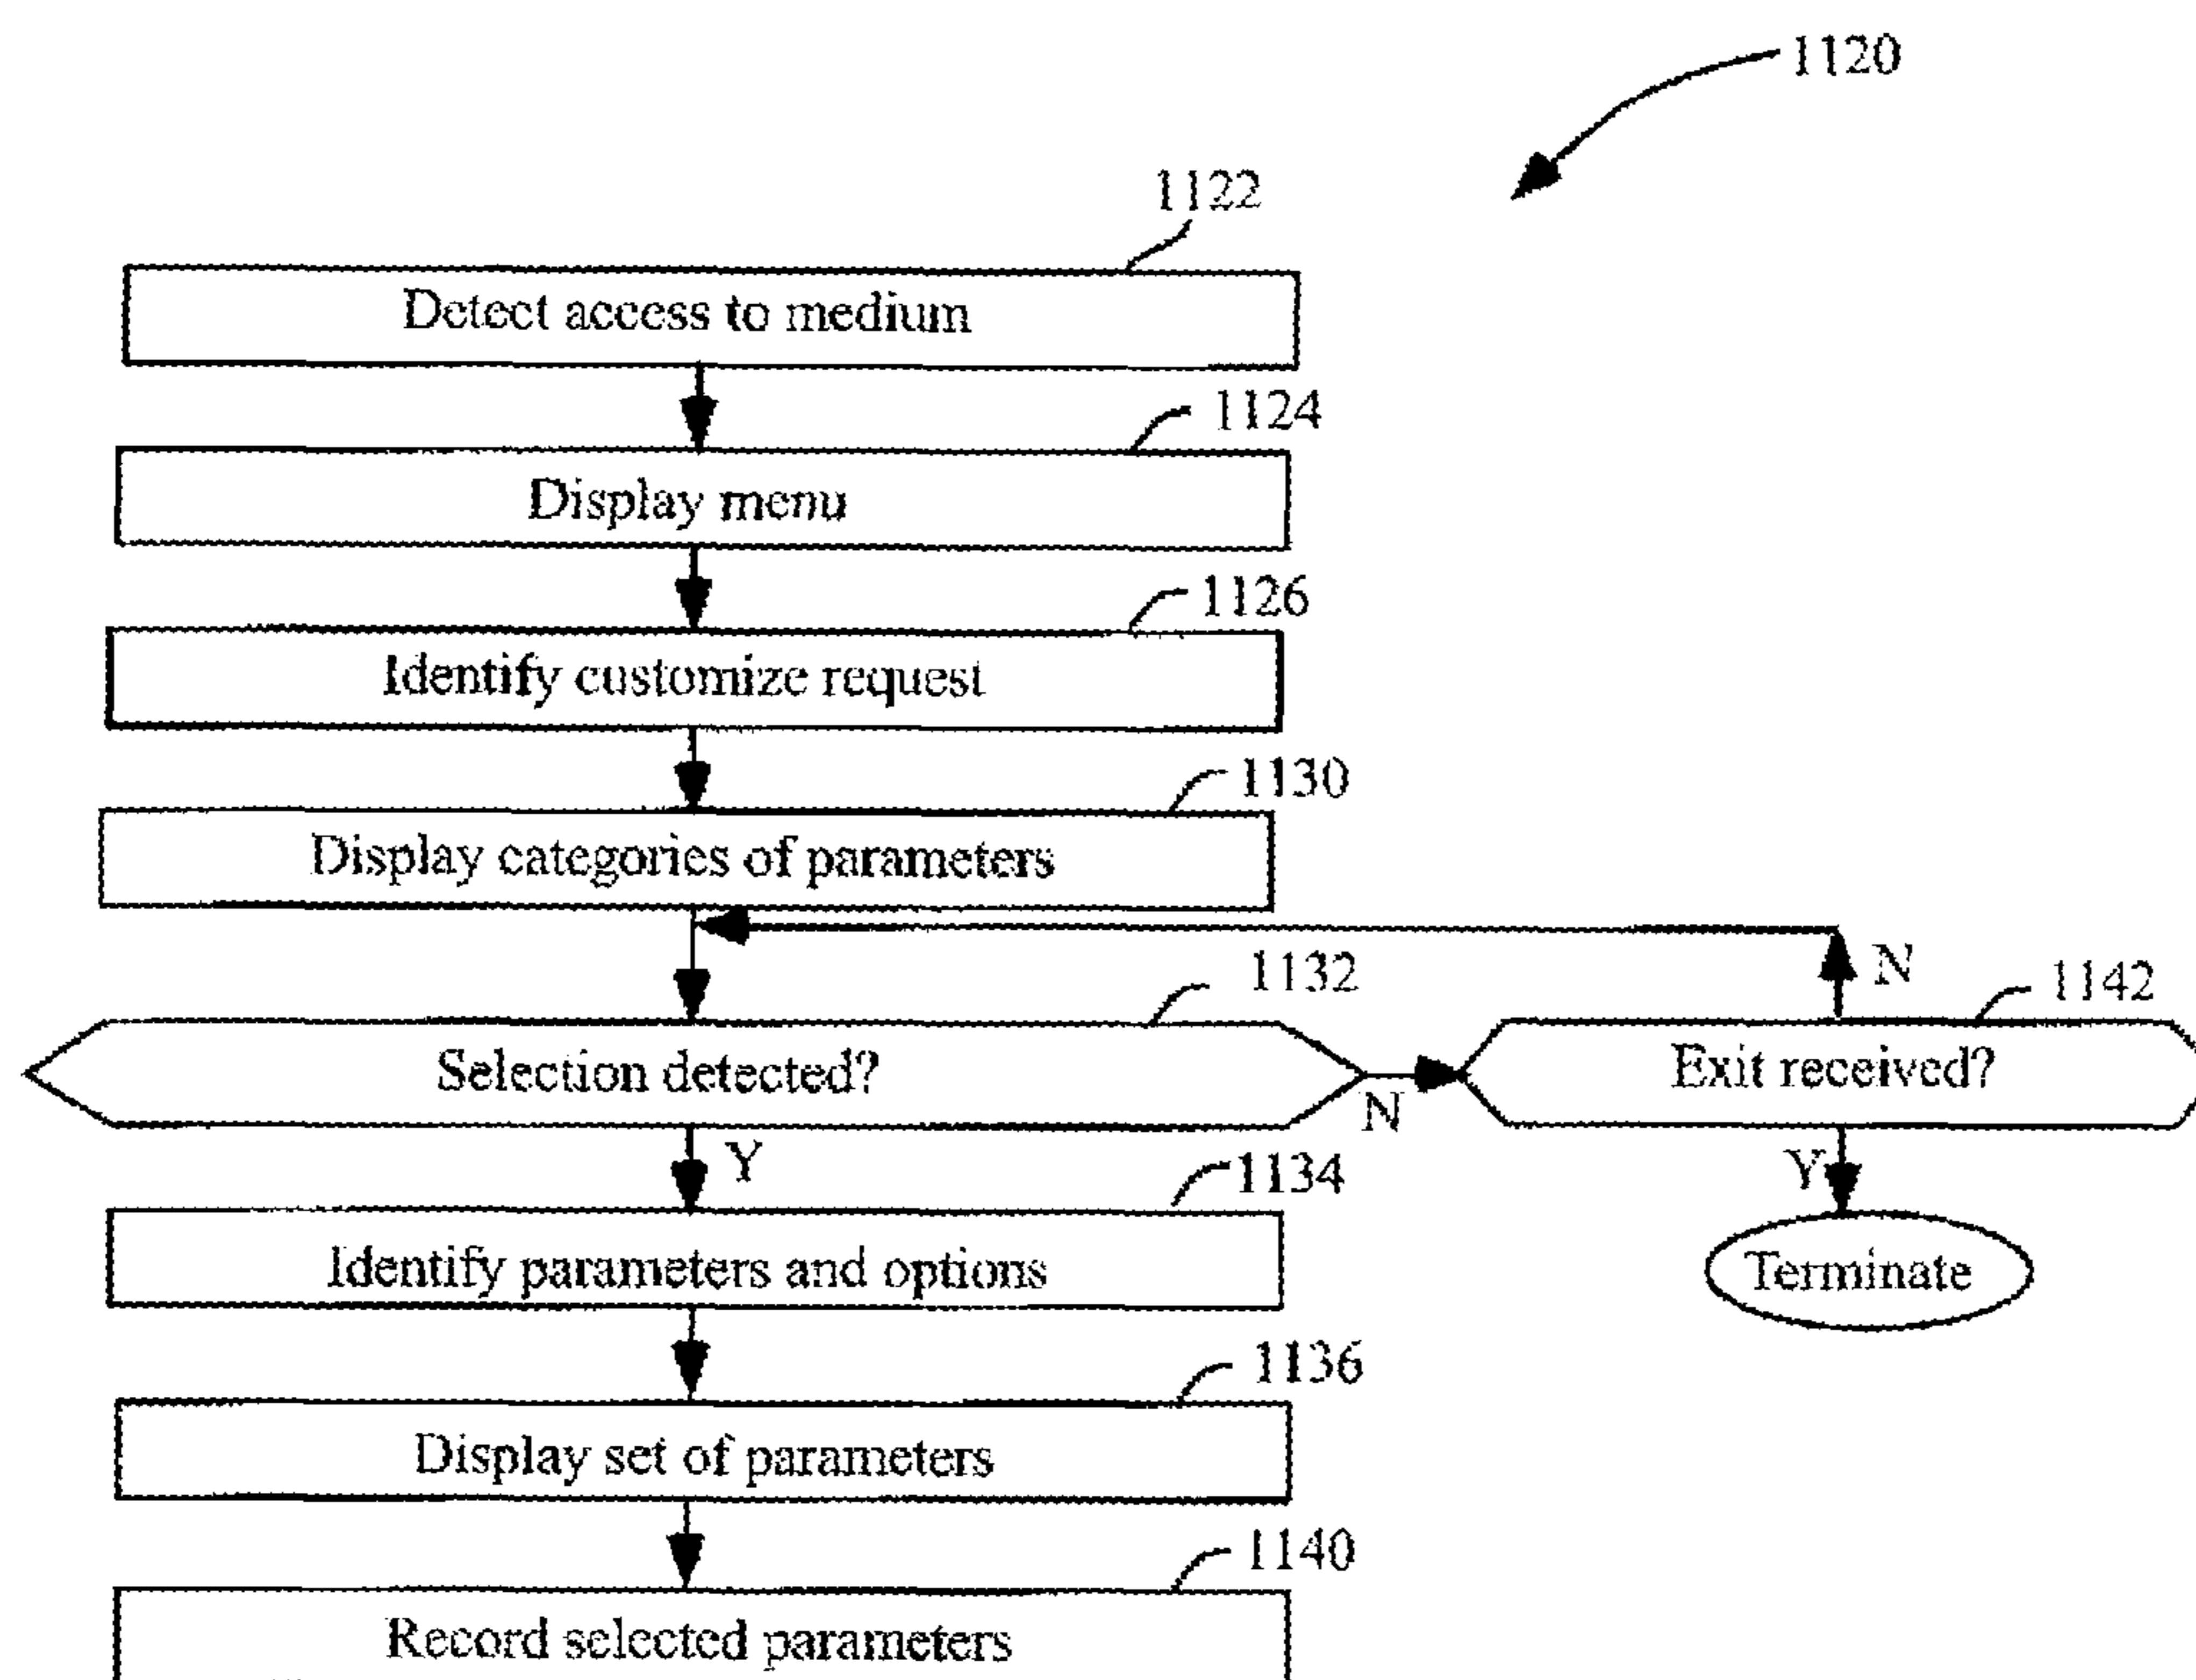 1120
1122
Detect access to medium
1124
Display menu
1126
Identify customize request
1130
Display categories of parameters
N
1132
1142
Selection detected?
Exit received?
N
Y
Y
1134
Identify parameters and options
Terminate
1136
Display set of parameters
1140
Record selected parameters